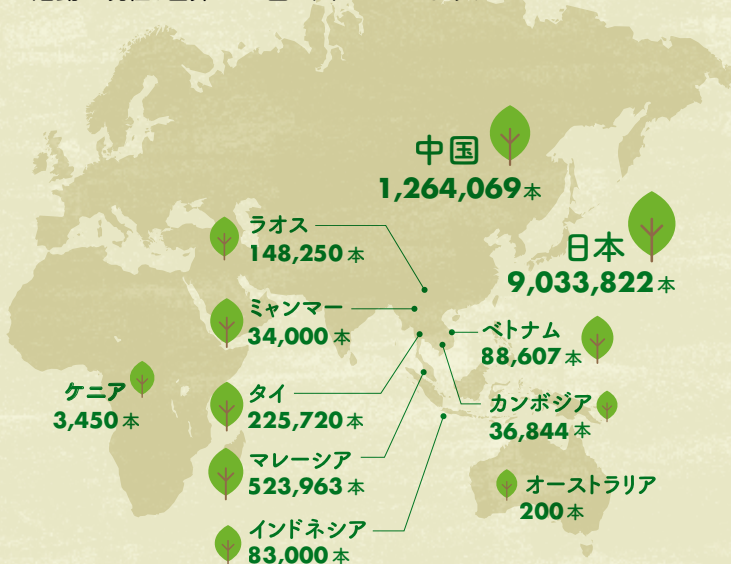 中国
1,264,069本
ラオス
148,250本
日本
9,033,822本
ミャンマー
34,000本
ベトナム
88,607本
ケニア
3,450本
タイ
225,720本
カンボジア
36,844本
マレーシア
523,963本
オーストラリア
200本
インドネシア
83,000本